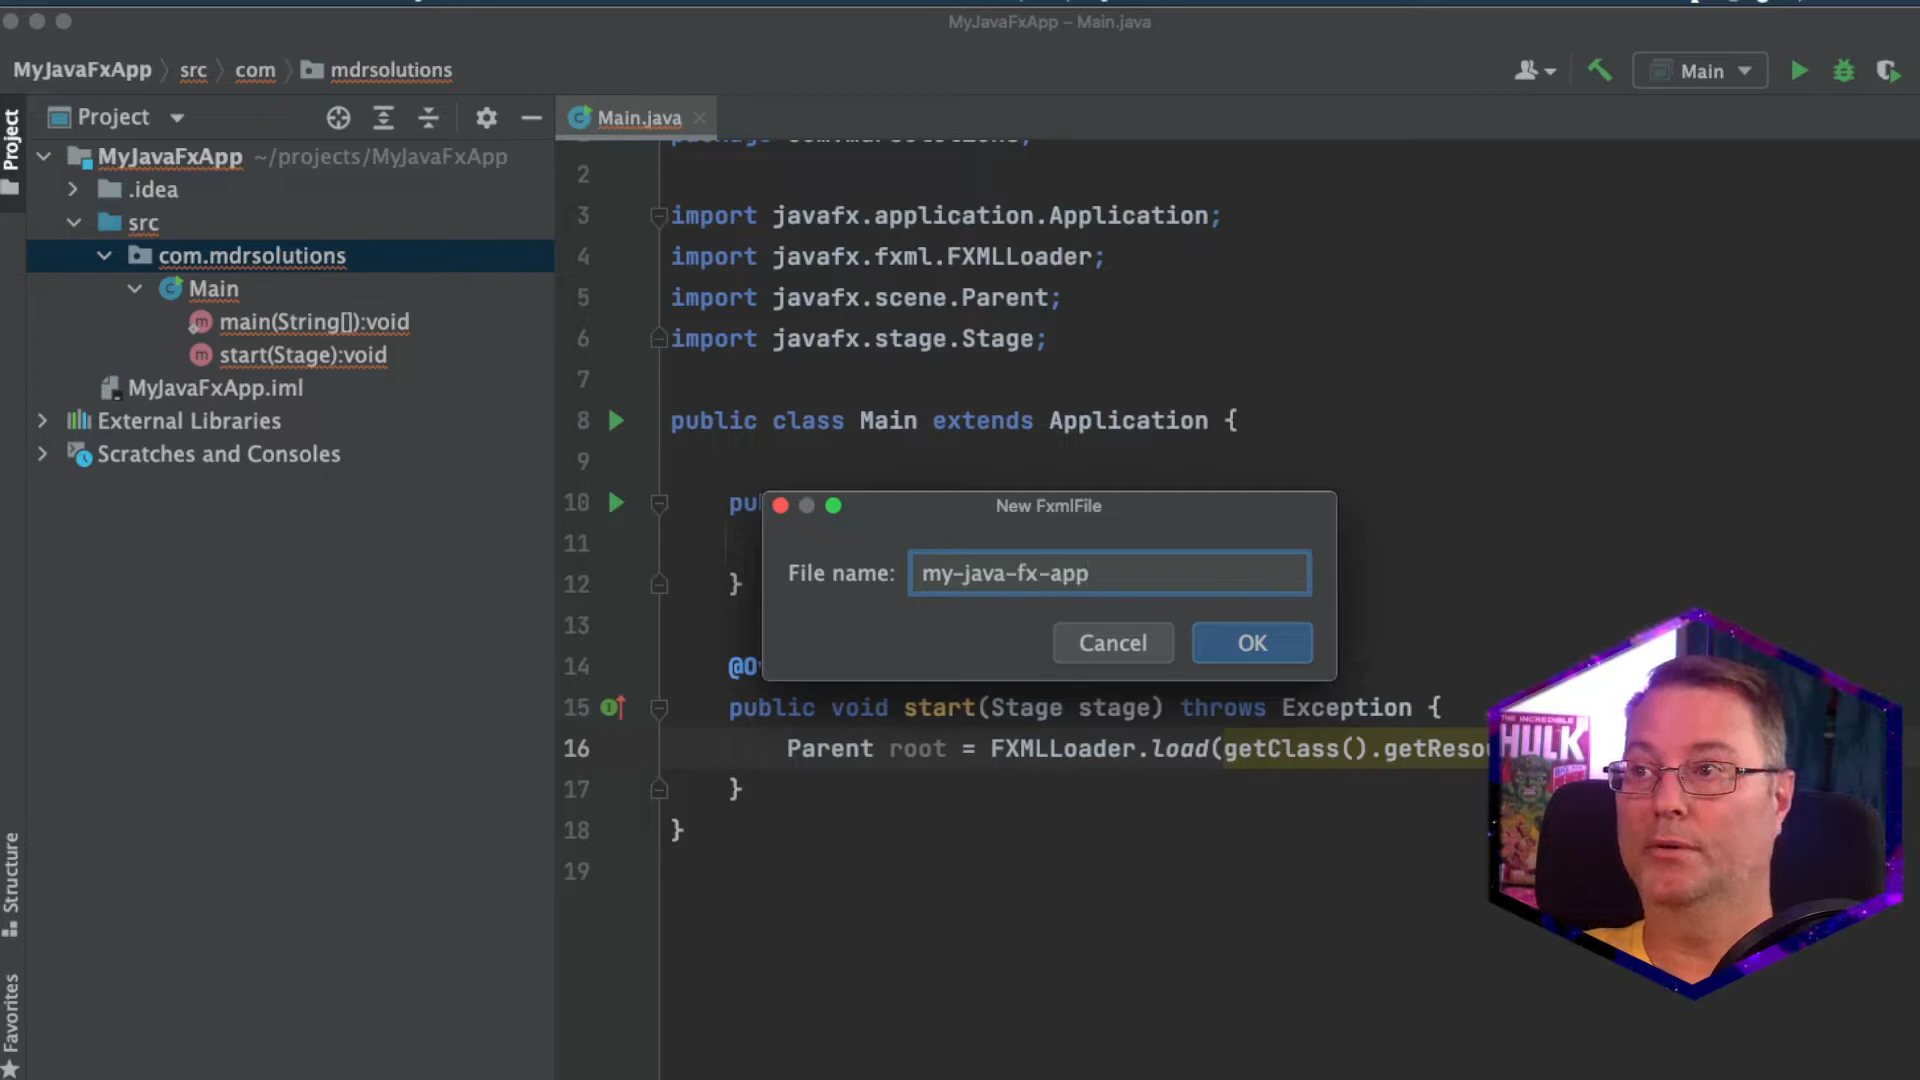 MyJavaFxApp – Main.java
MyJavaFxApp
src
com
mdrsolutions
Main
Project
Project
Main.java
MyJavaFxApp ~/projects/MyJavaFxApp
.idea
src
com.mdrsolutions
Main
main(String[]):void
start(Stage):void
MyJavaFxApp.iml
External Libraries
Scratches and Consoles
Structure
Favorites
2
3 import javafx.application.Application;
4 import javafx.fxml.FXMLLoader;
5 import javafx.scene.Parent;
6 import javafx.stage.Stage;
7
8 public class Main extends Application {
9
10 pu
11
12 }
13
14 @Ov
15 public void start(Stage stage) throws Exception {
16 Parent root = FXMLLoader.load(getClass().getResou
17 }
18 }
19
New FxmlFile
File name: my-java-fx-app
Cancel
OK
THE INCREDIBLE
HULK